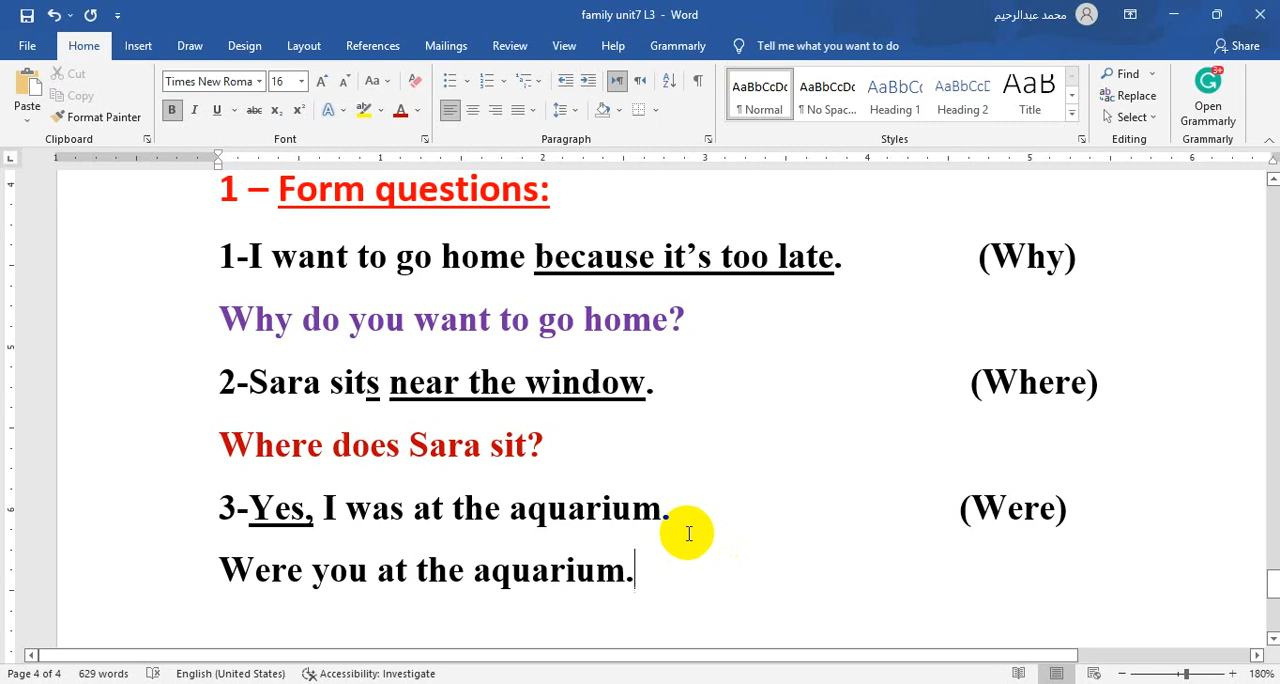 family unit7 L3 - Word
محمد عبدالرحيم
File Home Insert Draw Design Layout References Mailings Review View Help Grammarly Tell me what you want to do Share
Paste
Cut
Copy
Format Painter
Clipboard
Times New Roma 16
Font
Paragraph
AaBbCcDc AaBbCcDc AaBbCc AaBbCcD AaB
¶ Normal ¶ No Spac... Heading 1 Heading 2 Title
Styles
Find
Replace
Select
Editing
Open
Grammarly
Grammarly
1 – Form questions:
1-I want to go home because it’s too late. (Why)
Why do you want to go home?
2-Sara sits near the window. (Where)
Where does Sara sit?
3-Yes, I was at the aquarium. (Were)
Were you at the aquarium.
Page 4 of 4 629 words English (United States) Accessibility: Investigate 180%